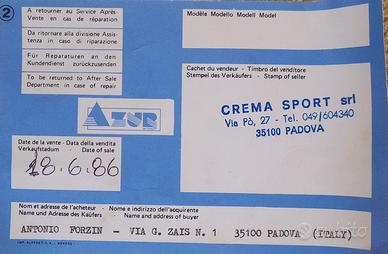 2
A retourner au Service Après-
Vente en cas de réparation
Da ritornare alla divisione Assis-
tenza in caso di riparazione
Für Reparaturen an den
Kundendienst zurückzusenden
To be returned to After Sale
Department in case of repair
AZUR
Date de la vente - Data della vendita
Verkaufstadum - Date of sale
18.6.86
Modèle Modello Modell Model
Cachet du vendeur - Timbro del venditore
Stempel des Verkäufers - Stamp of seller
CREMA SPORT srl
Via Pò, 27 - Tel. 049/604340
35100 PADOVA
Nom et adresse de l'acheteur - Nome e indirizzo dell'acquirente
Name und Adresse des Kaüfers - Name and address of buyer
ANTONIO FORZIN - VIA G. ZAIS N. 1 35100 PADOVA (ITALY)
subito